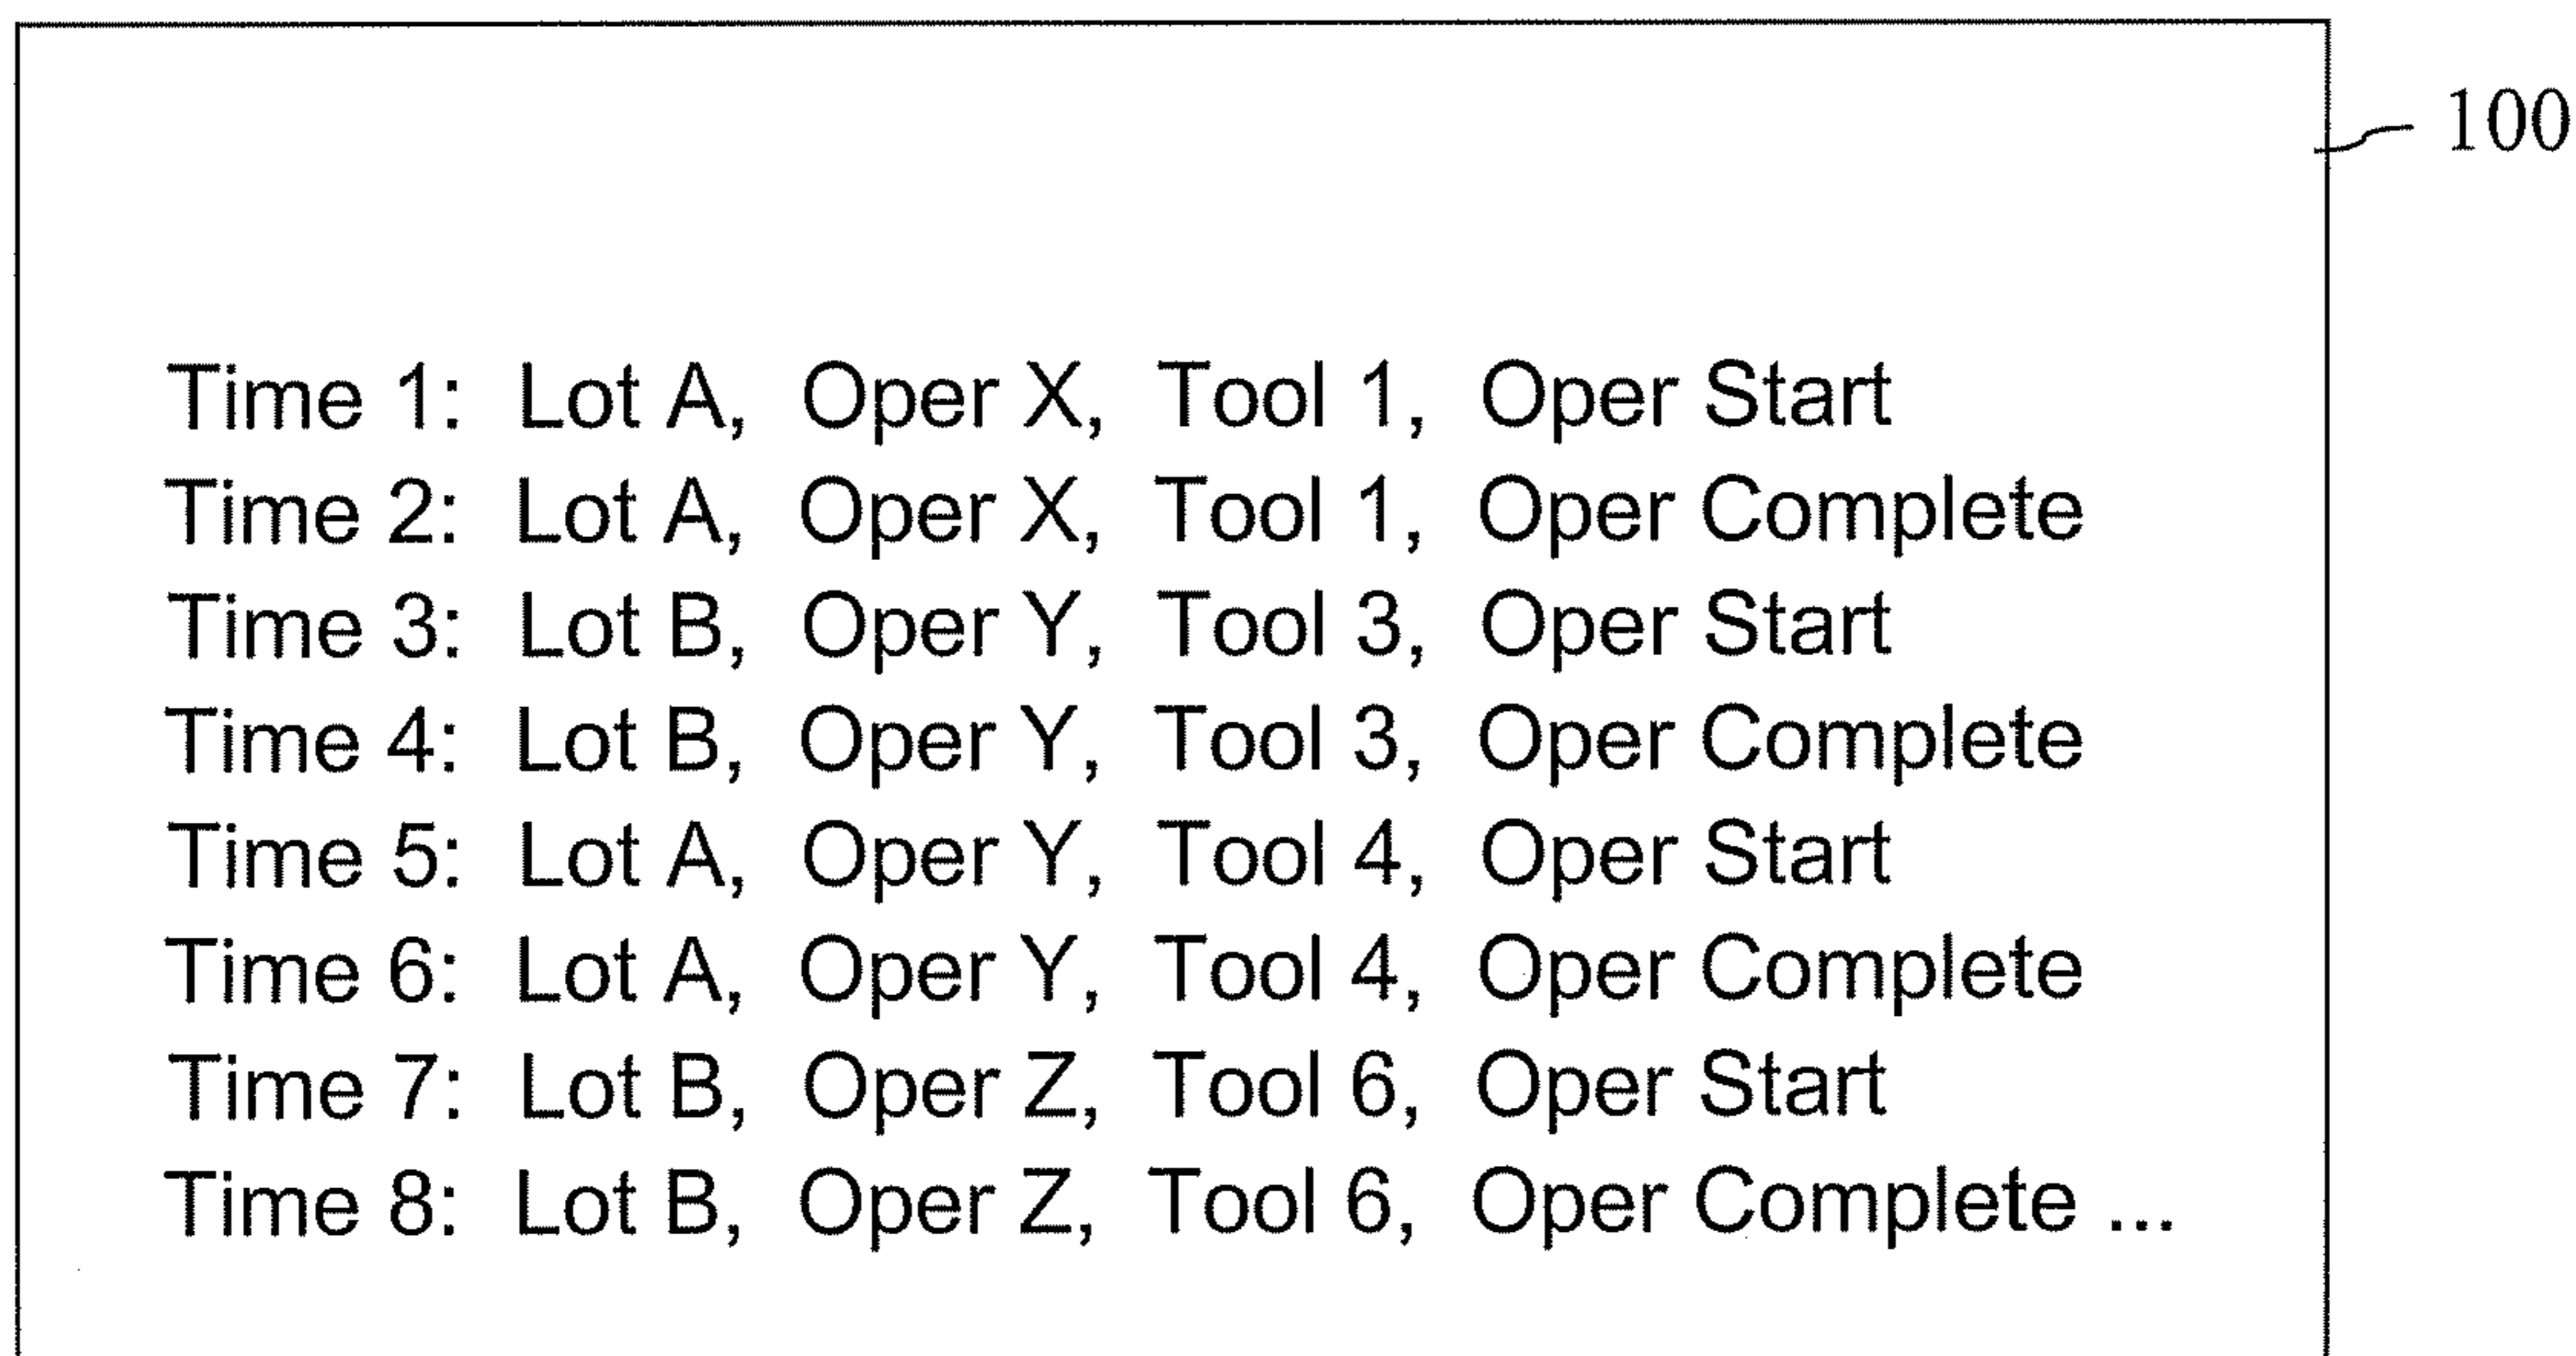 100
Time 1: Lot A, Oper X, Tool 1, Oper Start
Time 2: Lot A, Oper X, Tool 1, Oper Complete
Time 3: Lot B, Oper Y, Tool 3, Oper Start
Time 4: Lot B, Oper Y, Tool 3, Oper Complete
Time 5: Lot A, Oper Y, Tool 4, Oper Start
Time 6: Lot A, Oper Y, Tool 4, Oper Complete
Time 7: Lot B, Oper Z, Tool 6, Oper Start
Time 8: Lot B, Oper Z, Tool 6, Oper Complete ...